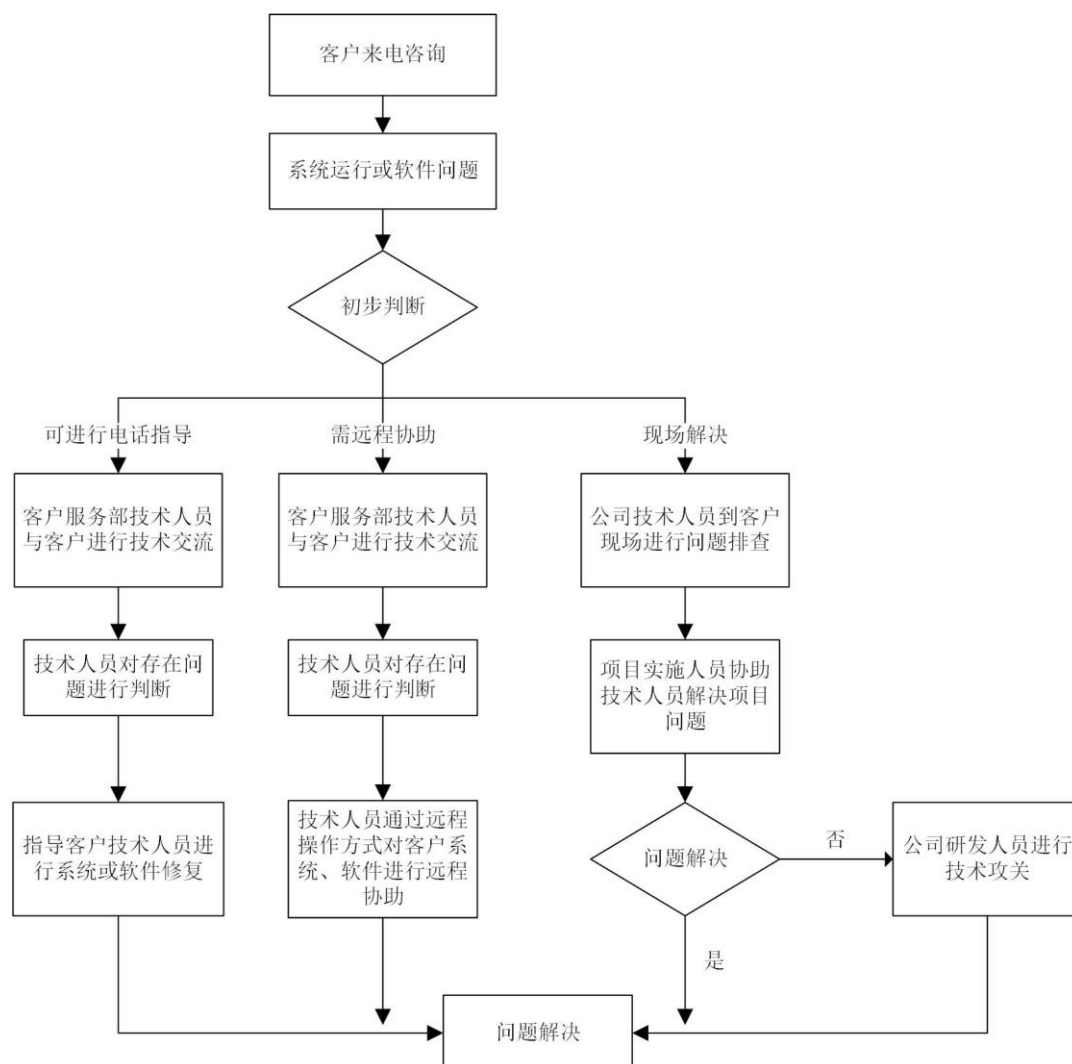 客户来电咨询
系统运行或软件问题
初步判断
可进行电话指导
需远程协助
现场解决
客户服务部技术人员
与客户进行技术交流
客户服务部技术人员
与客户进行技术交流
公司技术人员到客户
现场进行问题排查
技术人员对存在问
题进行判断
技术人员对存在问
题进行判断
项目实施人员协助
技术人员解决项目
问题
指导客户技术人员进
行系统或软件修复
技术人员通过远程
操作方式对客户系
统、软件进行远程
协助
问题解决
否
公司研发人员进行
技术攻关
是
问题解决